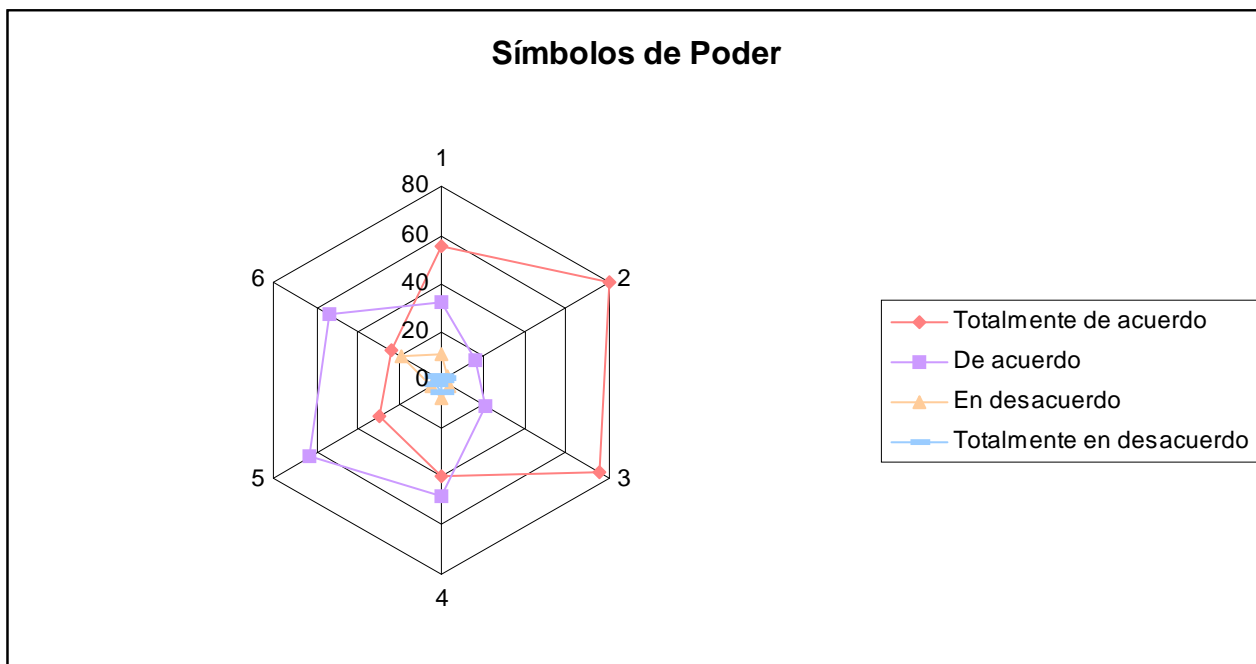 Símbolos de Poder
1
80
60
6
2
40
20
0
5
3
4
Totalmente de acuerdo
De acuerdo
En desacuerdo
Totalmente en desacuerdo